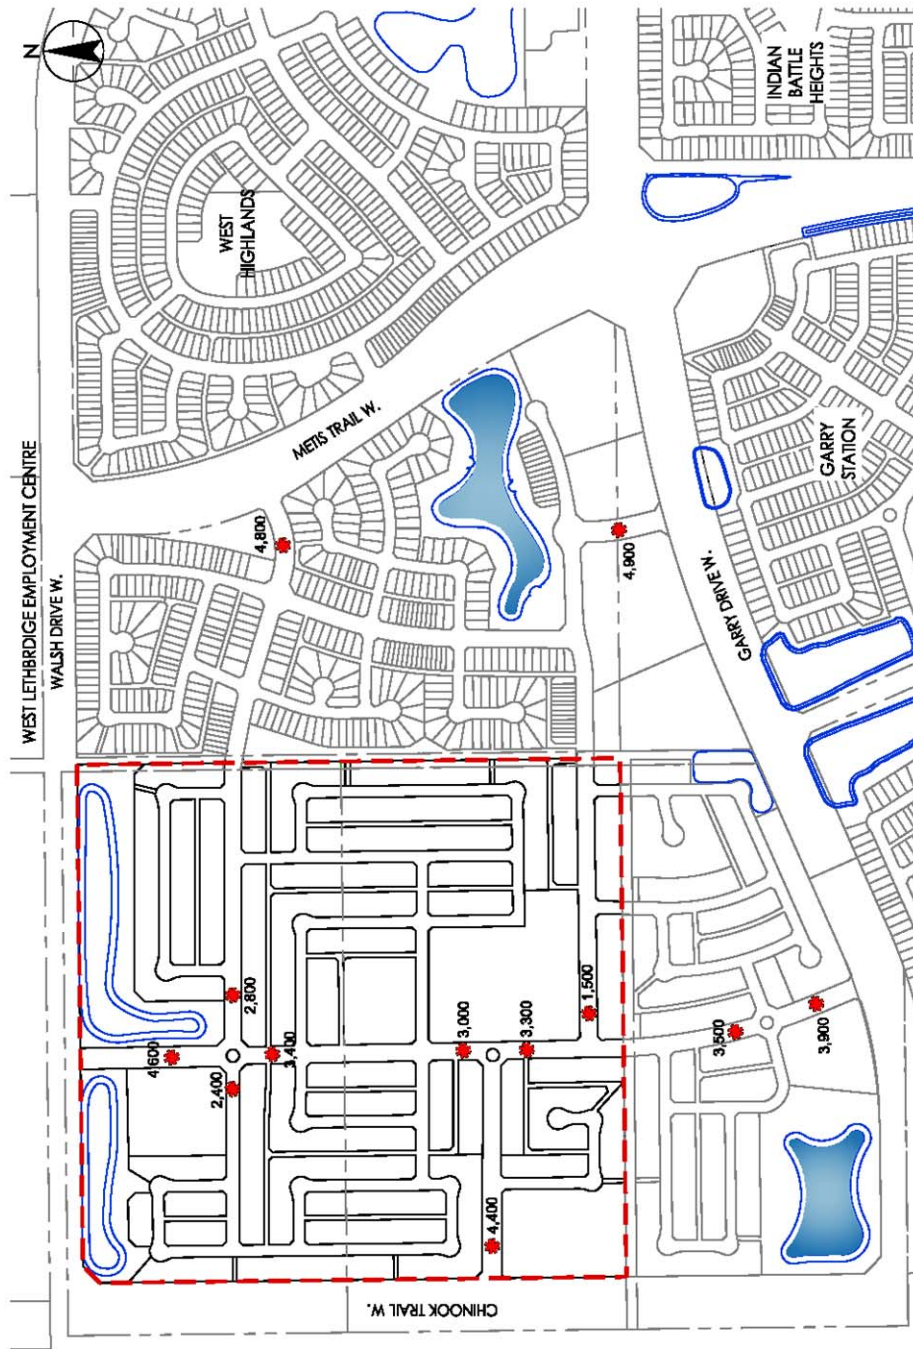 N
WEST LETHBRDIGE EMPLOYMENT CENTRE
WALSH DRIVE W.
WEST
HIGHLANDS
INDIAN
BATTLE
HEIGHTS
METIS TRAIL W.
4,800
4,900
GARRY DRIVE W.
GARRY
STATION
2,800
4,600
2,400
3,400
3,000
3,300
1,500
4,400
3,500
3,900
CHINOOK TRAIL W.